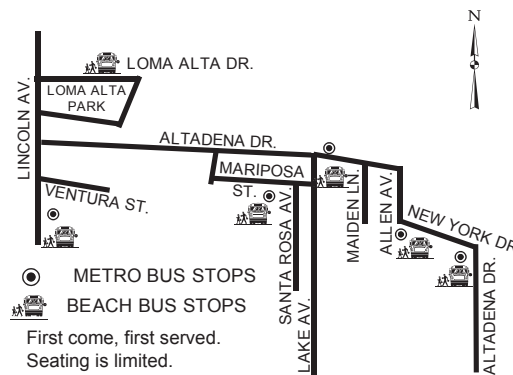 N
LOMA ALTA DR.
LOMA ALTA
PARK
LINCOLN AV.
ALTADENA DR.
MARIPOSA
ST.
VENTURA ST.
SANTA ROSA AV.
LAKE AV.
MAIDEN LN.
ALLEN AV.
NEW YORK DR.
ALTADENA DR.
METRO BUS STOPS
BEACH BUS STOPS
First come, first served.
Seating is limited.